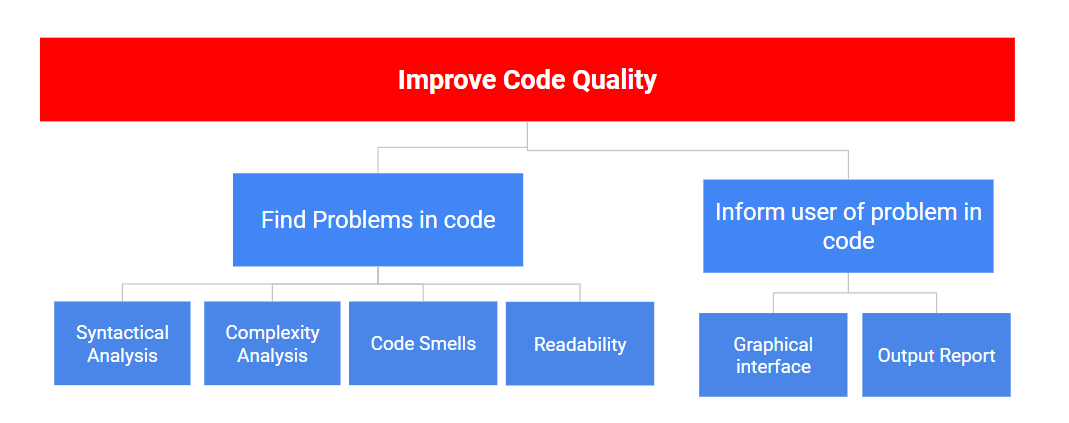 Improve Code Quality
Find Problems in code
Inform user of problem in
code
Syntactical
Analysis
Complexity
Analysis
Code Smells
Readability
Graphical
interface
Output Report